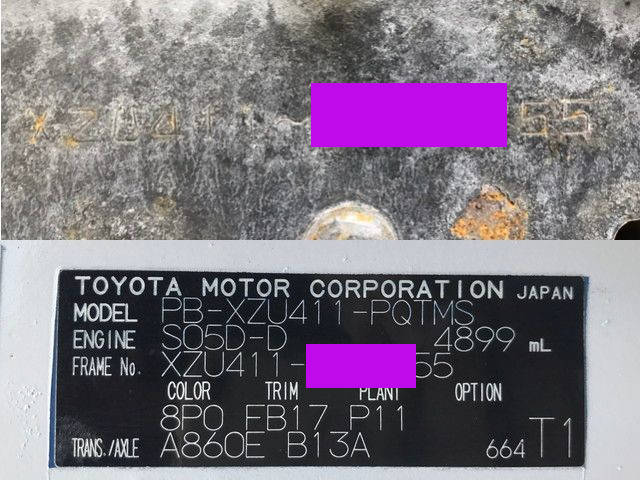 XZU411- 55
TOYOTA MOTOR CORPORATION JAPAN
MODEL PB-XZU411-PQTMS
ENGINE S05D-D 4899 mL
FRAME No. XZU411- 55
COLOR TRIM PLANT OPTION
8P0 FB17 P11
TRANS./AXLE A860E B13A 664 T1